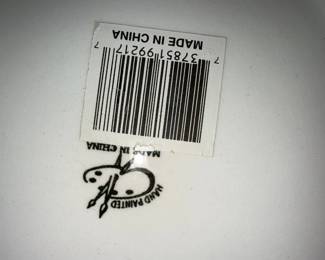 MADE IN CHINA
7 37851 99217 7
MADE IN CHINA
HAND PAINTED